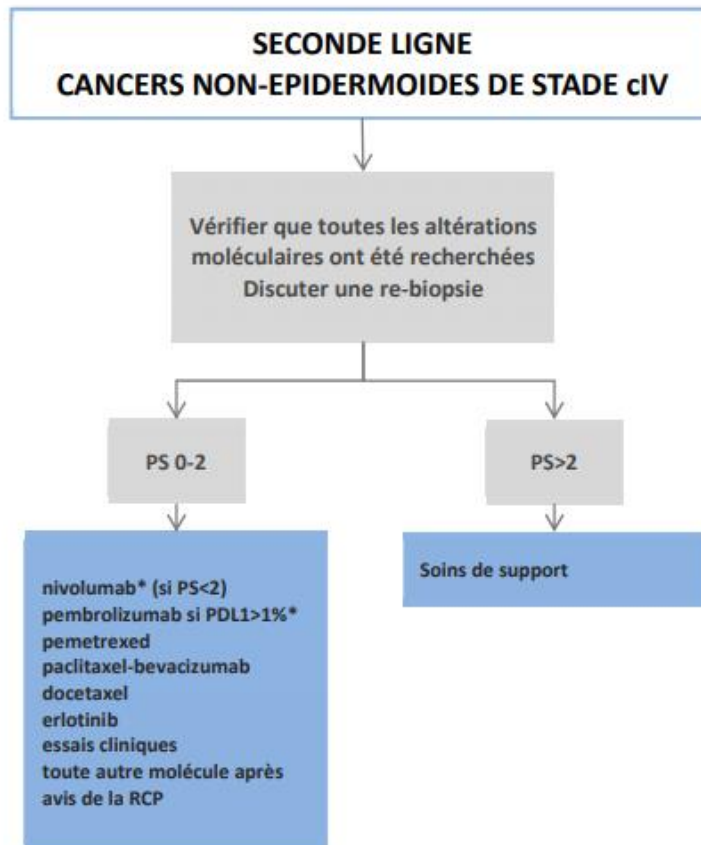 SECONDE LIGNE
CANCERS NON-EPIDERMOIDES DE STADE cIV
Vérifier que toutes les altérations
moléculaires ont été recherchées
Discuter une re-biopsie
PS 0-2
PS>2
nivolumab* (si PS<2)
pembrolizumab si PDL1>1%*
pemetrexed
paclitaxel-bevacizumab
docetaxel
erlotinib
essais cliniques
toute autre molécule après
avis de la RCP
Soins de support